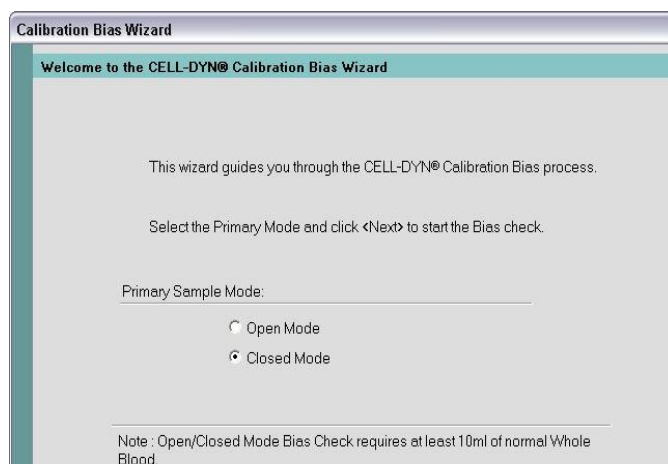 Calibration Bias Wizard
Welcome to the CELL-DYN® Calibration Bias Wizard
This wizard guides you through the CELL-DYN® Calibration Bias process.
Select the Primary Mode and click <Next> to start the Bias check.
Primary Sample Mode:
Open Mode
Closed Mode
Note : Open/Closed Mode Bias Check requires at least 10ml of normal Whole
Blood.